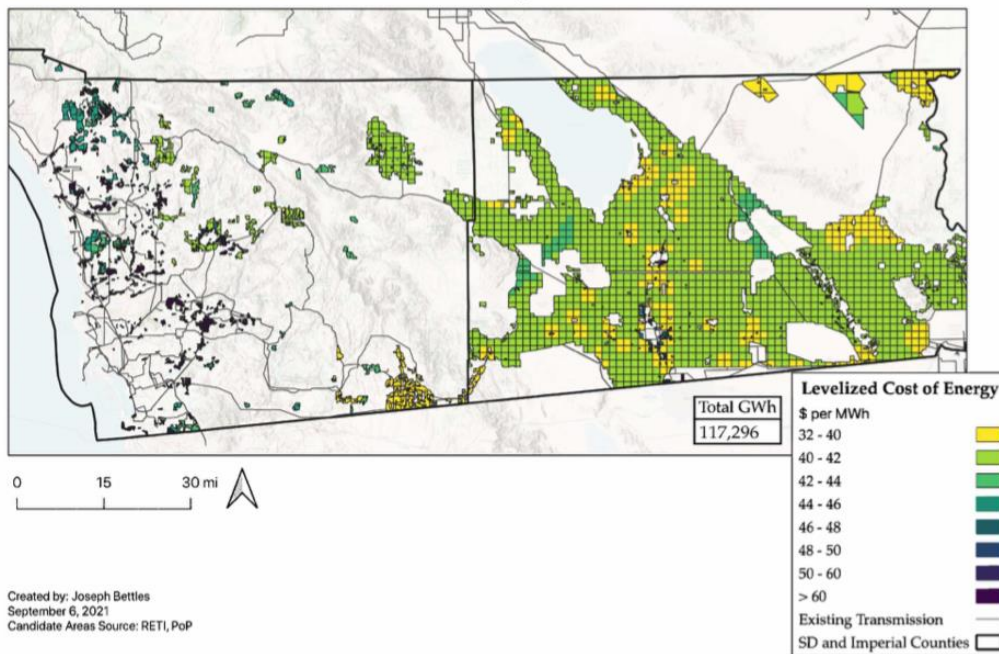 Total GWh
117,296
Levelized Cost of Energy
$ per MWh
32 - 40
40 - 42
42 - 44
44 - 46
46 - 48
48 - 50
50 - 60
> 60
Existing Transmission
SD and Imperial Counties
0 15 30 mi
Created by: Joseph Bettles
September 6, 2021
Candidate Areas Source: RETI, PoP